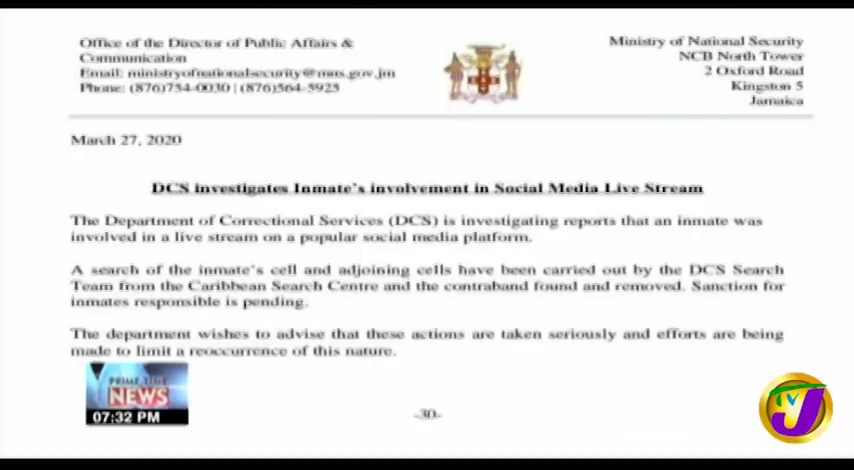 Office of the Director of Public Affairs &
Communication
Email: ministryofnationalsecurity@mns.gov.jm
Phone: (876)754-0030 | (876)564-3923
Ministry of National Security
NCB North Tower
2 Oxford Road
Kingston 5
Jamaica
March 27, 2020
DCS investigates Inmate's involvement in Social Media Live Stream
The Department of Correctional Services (DCS) is investigating reports that an inmate was
involved in a live stream on a popular social media platform.
A search of the inmate's cell and adjoining cells have been carried out by the DCS Search
Team from the Caribbean Search Centre and the contraband found and removed. Sanction for
inmates responsible is pending.
The department wishes to advise that these actions are taken seriously and efforts are being
made to limit a reoccurrence of this nature.
-30-
PRIME TIME
NEWS
07:32 PM
TVJ